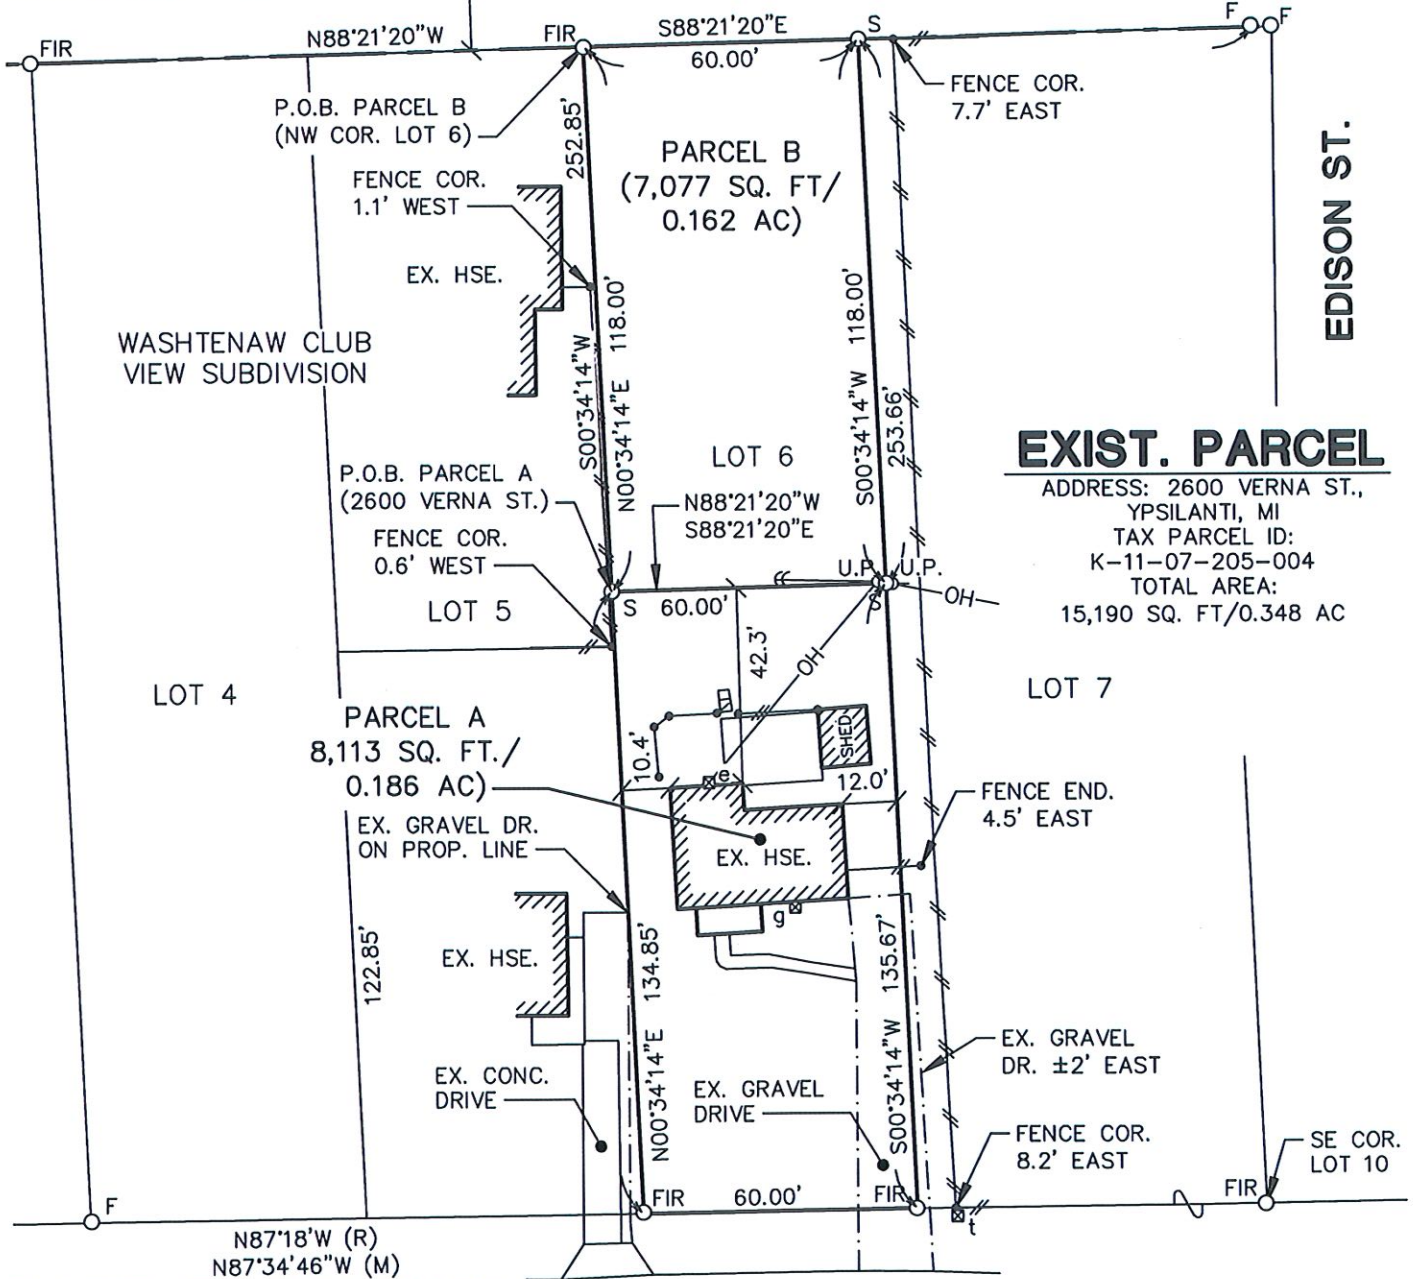 FIR
N88°21'20"W
FIR
S88°21'20"E
60.00'
S
F
F
FENCE COR.
7.7' EAST
P.O.B. PARCEL B
(NW COR. LOT 6)
252.85'
PARCEL B
(7,077 SQ. FT/
0.162 AC)
EDISON ST.
FENCE COR.
1.1' WEST
EX. HSE.
WASHTENAW CLUB
VIEW SUBDIVISION
S00°34'14"W
N00°34'14"E 118.00'
S00°34'14"W 118.00'
253.66'
LOT 6
EXIST. PARCEL
ADDRESS: 2600 VERNA ST.,
YPSILANTI, MI
TAX PARCEL ID:
K-11-07-205-004
TOTAL AREA:
15,190 SQ. FT/0.348 AC
P.O.B. PARCEL A
(2600 VERNA ST.)
N88°21'20"W
S88°21'20"E
FENCE COR.
0.6' WEST
U.P.
U.P.
OH
S
60.00'
S
LOT 5
42.3'
OH
LOT 4
LOT 7
PARCEL A
8,113 SQ. FT./
0.186 AC)
10.4'
SHED
e
12.0'
FENCE END.
4.5' EAST
EX. GRAVEL DR.
ON PROP. LINE
EX. HSE.
g
EX. HSE.
122.85'
N00°34'14"E 134.85'
S00°34'14"W 135.67'
EX. GRAVEL
DR. ±2' EAST
EX. CONC.
DRIVE
EX. GRAVEL
DRIVE
FENCE COR.
8.2' EAST
SE COR.
LOT 10
F
FIR
60.00'
FIR
t
FIR
N87°18'W (R)
N87°34'46"W (M)